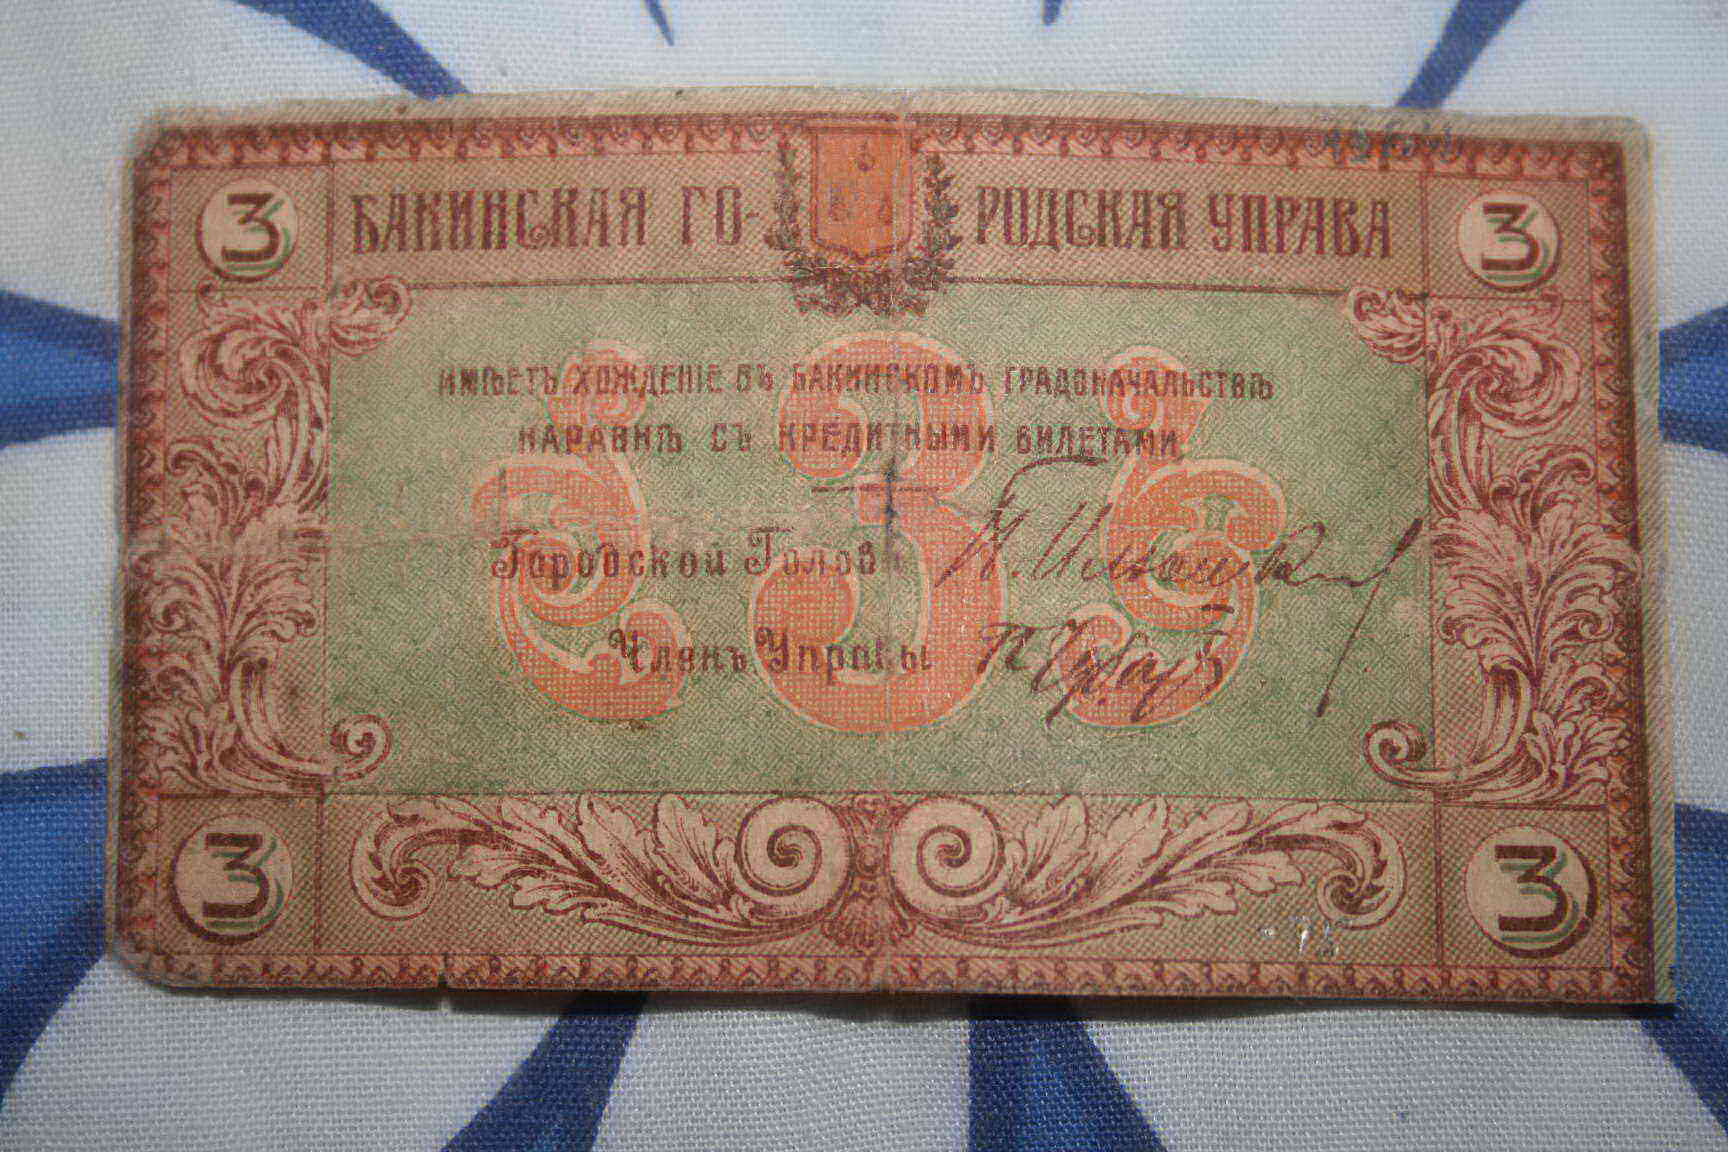 3 БАКИНСКАЯ ГО- РОДСКАЯ УПРАВА 3
ИМѢЕТЪ ХОЖДЕНІЕ ВЪ БАКИНСКОМЪ ГРАДОНАЧАЛЬСТВѢ
НАРАВНѢ СЪ КРЕДИТНЫМИ БИЛЕТАМИ
3 3 3
Городской Голова
Членъ Управы
3 3